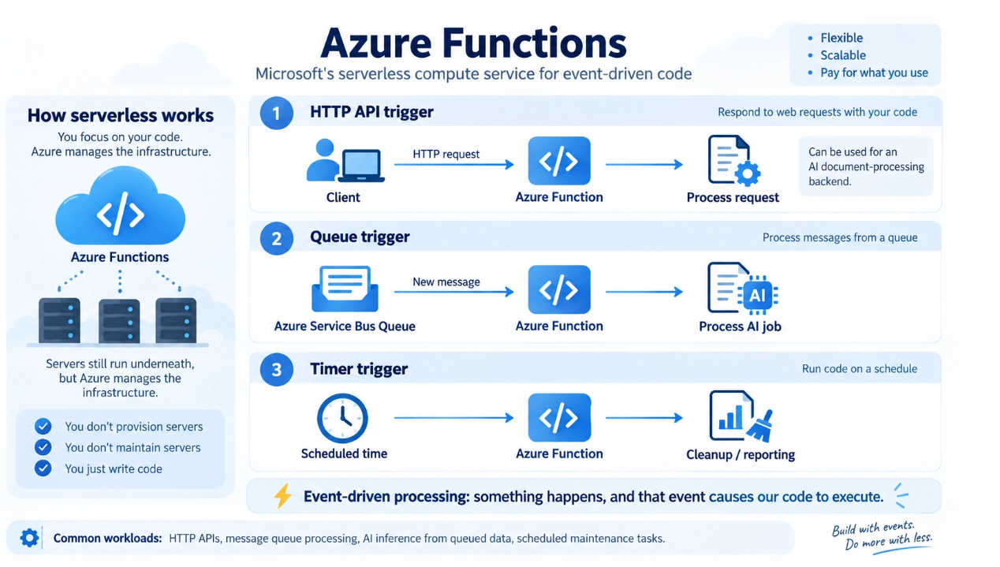 Azure Functions
Microsoft's serverless compute service for event-driven code
• Flexible
• Scalable
• Pay for what you use
How serverless works
You focus on your code.
Azure manages the infrastructure.
</>
Azure Functions
Servers still run underneath,
but Azure manages the
infrastructure.
You don't provision servers
You don't maintain servers
You just write code
1
HTTP API trigger
Respond to web requests with your code
Client
HTTP request
</>
Azure Function
Process request
Can be used for an
AI document-processing
backend.
2
Queue trigger
Process messages from a queue
Azure Service Bus Queue
New message
</>
Azure Function
AI
Process AI job
3
Timer trigger
Run code on a schedule
Scheduled time
</>
Azure Function
Cleanup / reporting
Event-driven processing: something happens, and that event causes our code to execute.
Common workloads: HTTP APIs, message queue processing, AI inference from queued data, scheduled maintenance tasks.
Build with events.
Do more with less.